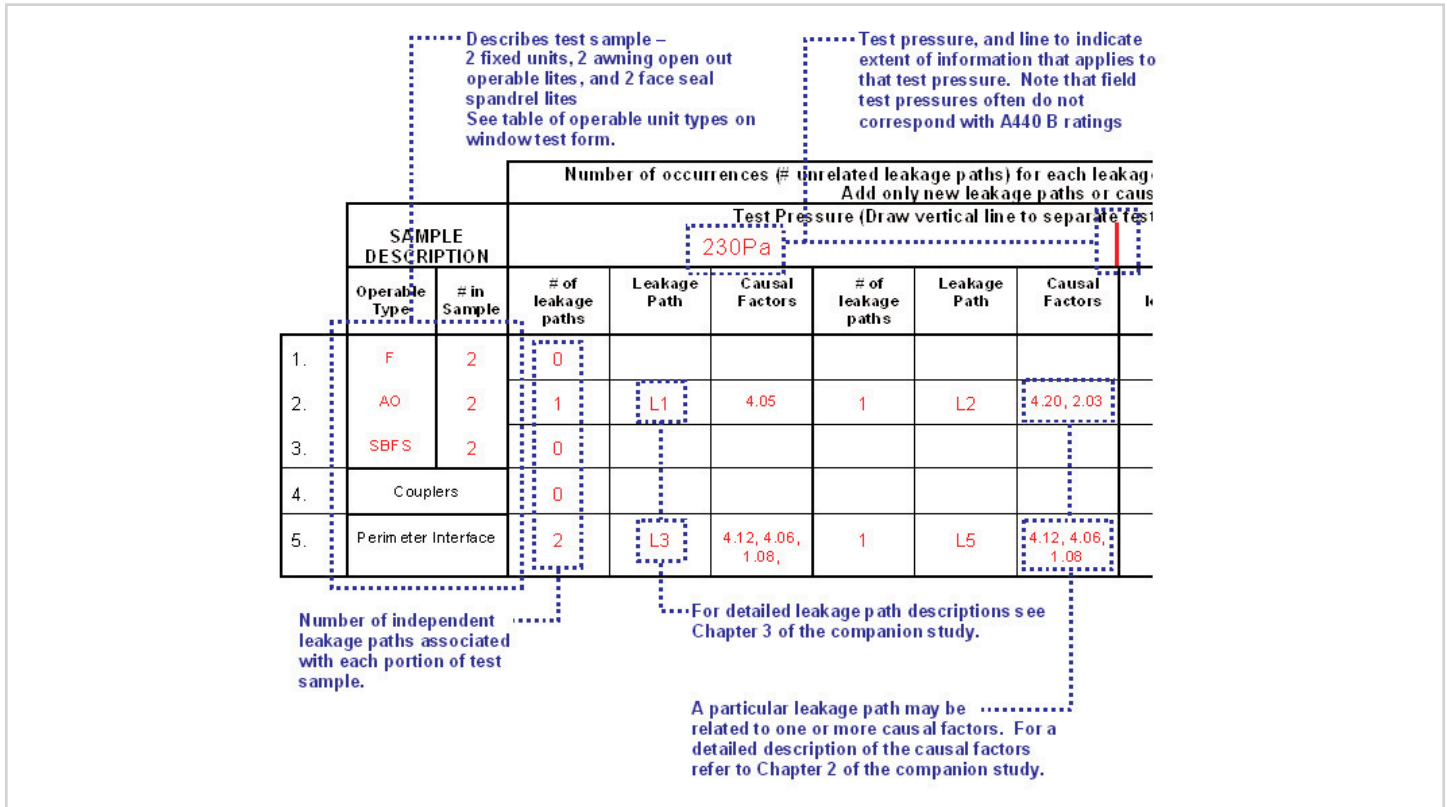 Describes test sample –
2 fixed units, 2 awning open out
operable lites, and 2 face seal
spandrel lites
See table of operable unit types on
window test form.
Test pressure, and line to indicate
extent of information that applies to
that test pressure. Note that field
test pressures often do not
correspond with A440 B ratings
Number of occurrences (# unrelated leakage paths) for each leakag
Add only new leakage paths or caus
Test Pressure (Draw vertical line to separate test
SAMPLE
DESCRIPTION
230Pa
Operable
Type
# in
Sample
# of
leakage
paths
Leakage
Path
Causal
Factors
# of
leakage
paths
Leakage
Path
Causal
Factors
1. F 2 0
2. AO 2 1 L1 4.05 1 L2 4.20, 2.03
3. SBFS 2 0
4. Couplers 0
5. Perimeter Interface 2 L3 4.12, 4.06,
1.08, 1 L5 4.12, 4.06,
1.08
Number of independent
leakage paths associated
with each portion of test
sample.
For detailed leakage path descriptions see
Chapter 3 of the companion study.
A particular leakage path may be
related to one or more causal factors. For a
detailed description of the causal factors
refer to Chapter 2 of the companion study.